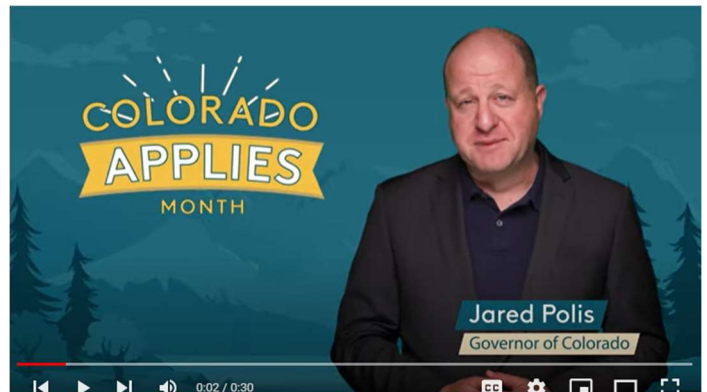 COLORADO
APPLIES
MONTH
Jared Polis
Governor of Colorado
0:02 / 0:30
CC